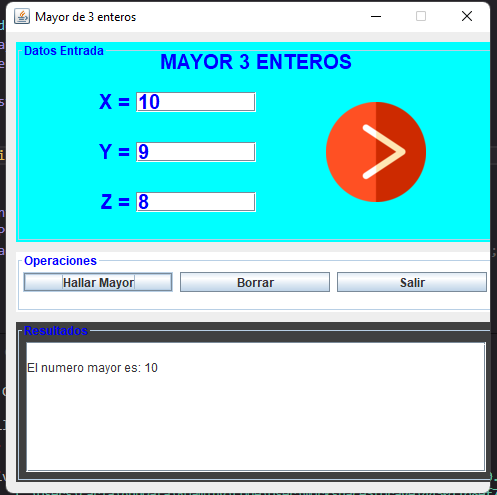 Mayor de 3 enteros
Datos Entrada
MAYOR 3 ENTEROS
X = 10
Y = 9
Z = 8
Operaciones
Hallar Mayor Borrar Salir
Resultados
El numero mayor es: 10